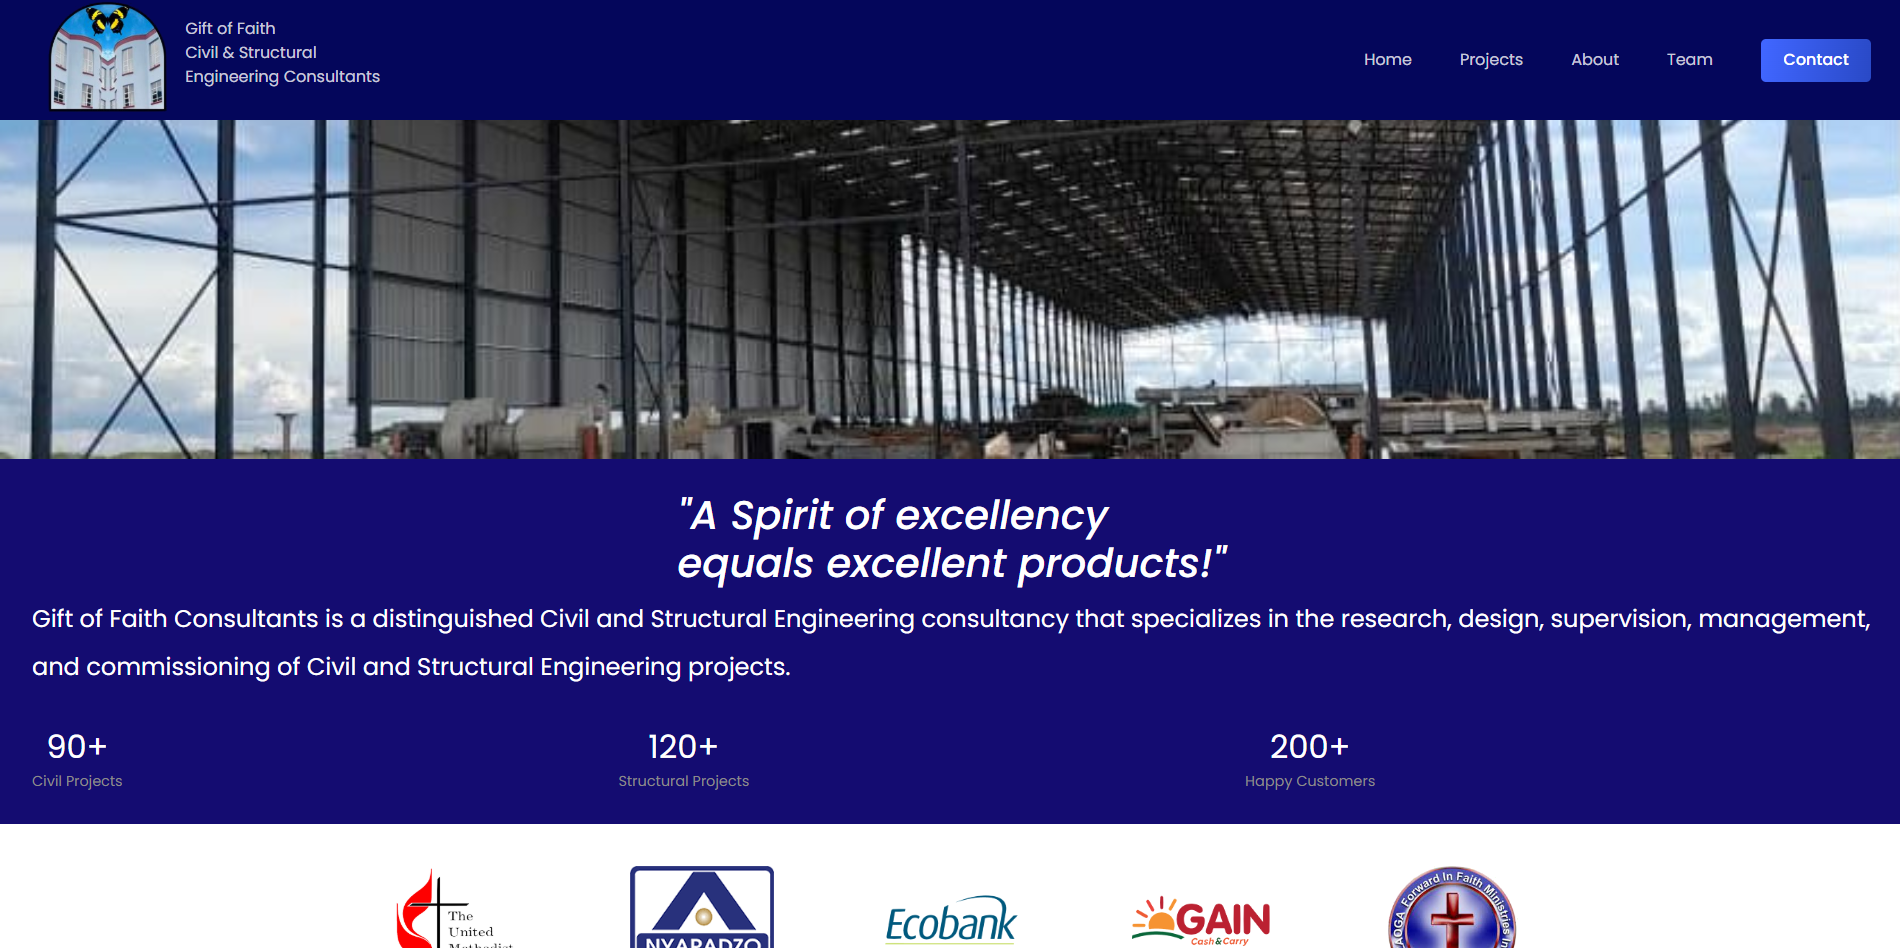 Gift of Faith
Civil & Structural
Engineering Consultants
Home Projects About Team Contact
"A Spirit of excellency
equals excellent products!"
Gift of Faith Consultants is a distinguished Civil and Structural Engineering consultancy that specializes in the research, design, supervision, management,
and commissioning of Civil and Structural Engineering projects.
90+ 120+ 200+
Civil Projects Structural Projects Happy Customers
The
United
Methodist
NYARADZO
Ecobank
GAIN
Cash & Carry
ZAOGA Forward In Faith Ministries In